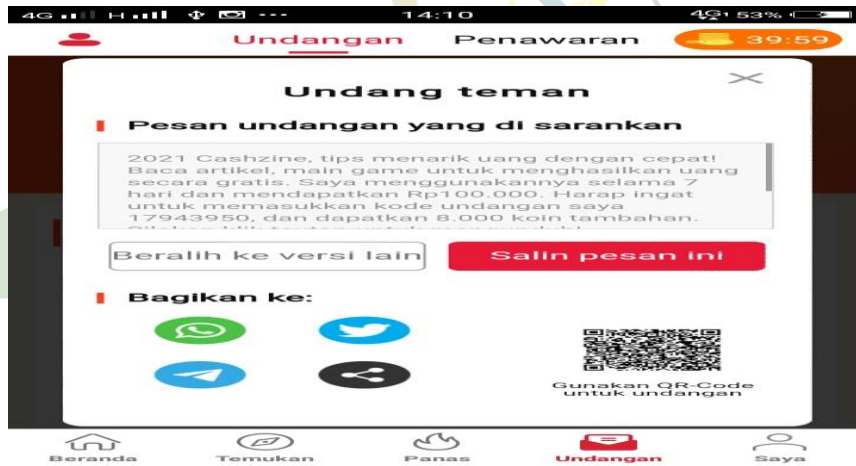 4G H 14:10 4G 53%
Undangan Penawaran 39:59
Undang teman
Pesan undangan yang di sarankan
2021 Cashzine, tips menarik uang dengan cepat!
Baca artikel, main game untuk menghasilkan uang
secara gratis. Saya menggunakannya selama 7
hari dan mendapatkan Rp100.000. Harap ingat
untuk memasukkan kode undangan saya
17943950, dan dapatkan 8.000 koin tambahan.
Beralih ke versi lain Salin pesan ini
Bagikan ke:
Gunakan QR-Code
untuk undangan
Beranda Temukan Panas Undangan Saya